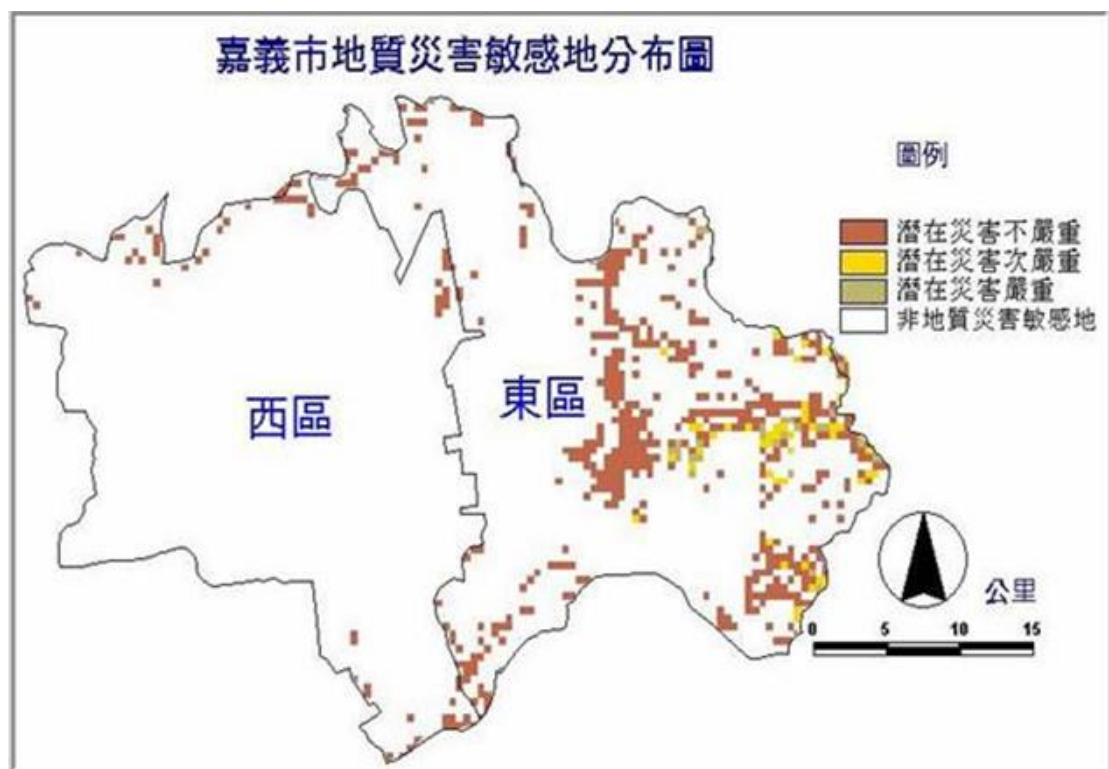 嘉義市地質災害敏感地分布圖
圖例
潛在災害不嚴重
潛在災害次嚴重
潛在災害嚴重
非地質災害敏感地
西區
東區
公里
0 5 10 15